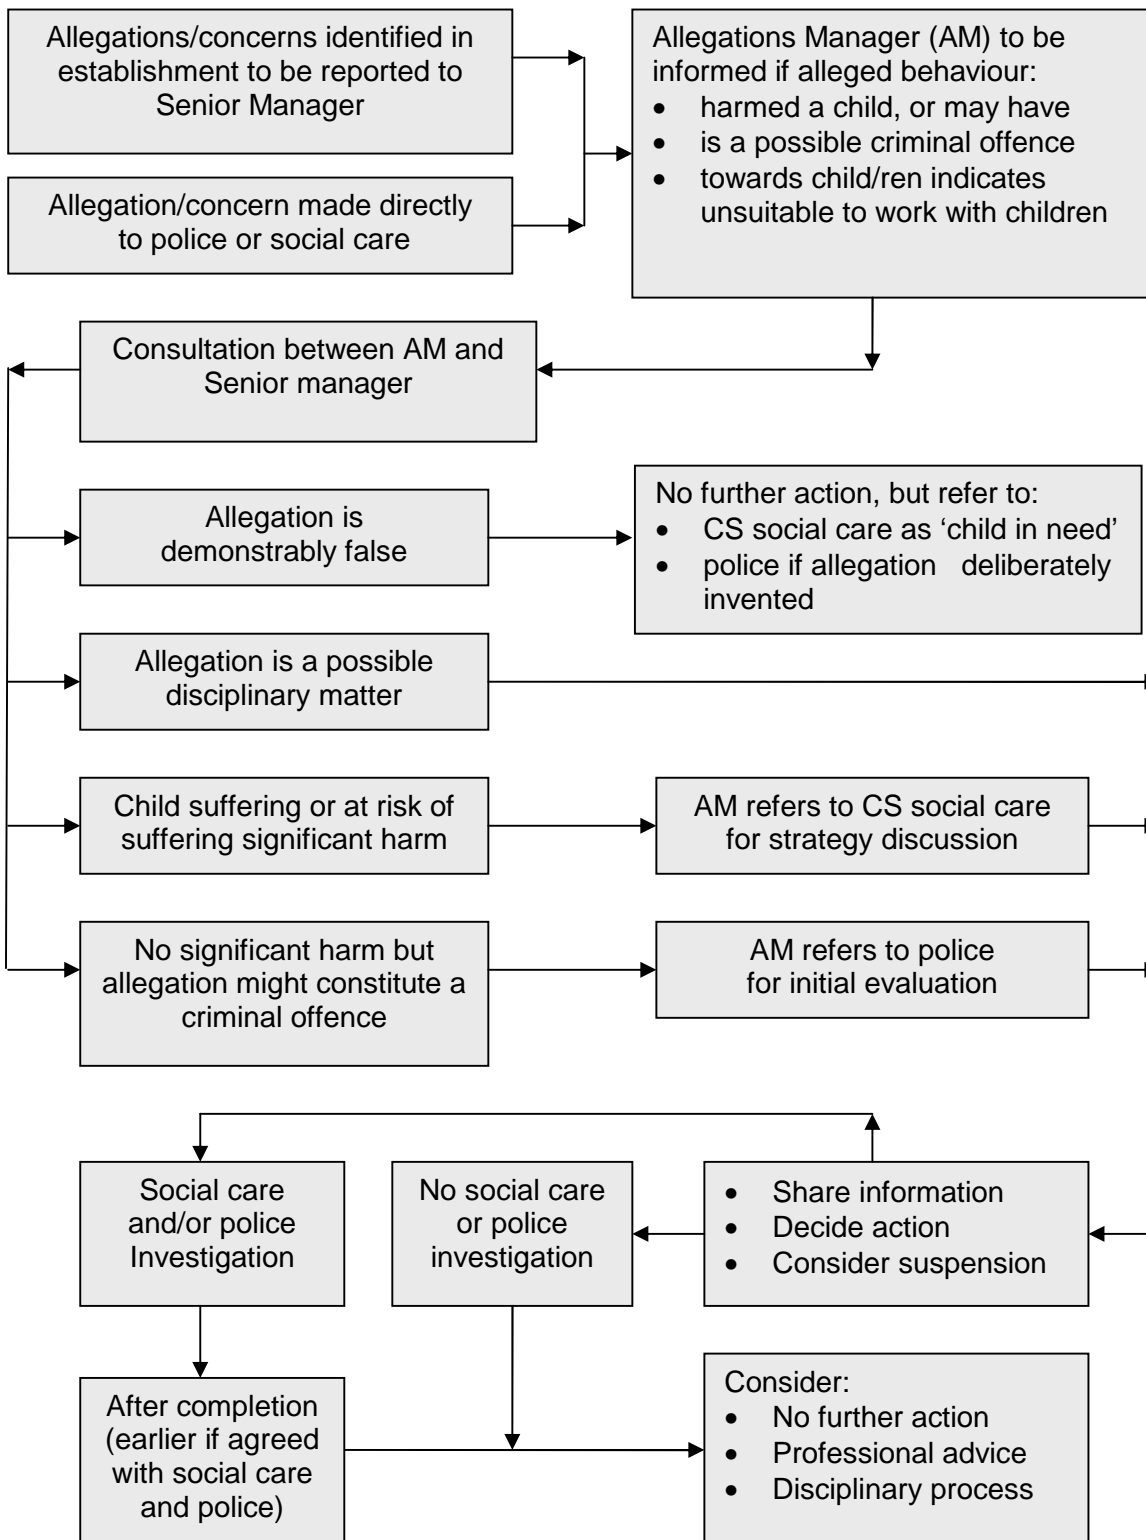 Allegations/concerns identified in
establishment to be reported to
Senior Manager
Allegation/concern made directly
to police or social care
Allegations Manager (AM) to be
informed if alleged behaviour:
• harmed a child, or may have
• is a possible criminal offence
• towards child/ren indicates
unsuitable to work with children
Consultation between AM and
Senior manager
Allegation is
demonstrably false
No further action, but refer to:
• CS social care as ‘child in need’
• police if allegation deliberately
invented
Allegation is a possible
disciplinary matter
Child suffering or at risk of
suffering significant harm
AM refers to CS social care
for strategy discussion
No significant harm but
allegation might constitute a
criminal offence
AM refers to police
for initial evaluation
Social care
and/or police
Investigation
No social care
or police
investigation
• Share information
• Decide action
• Consider suspension
After completion
(earlier if agreed
with social care
and police)
Consider:
• No further action
• Professional advice
• Disciplinary process